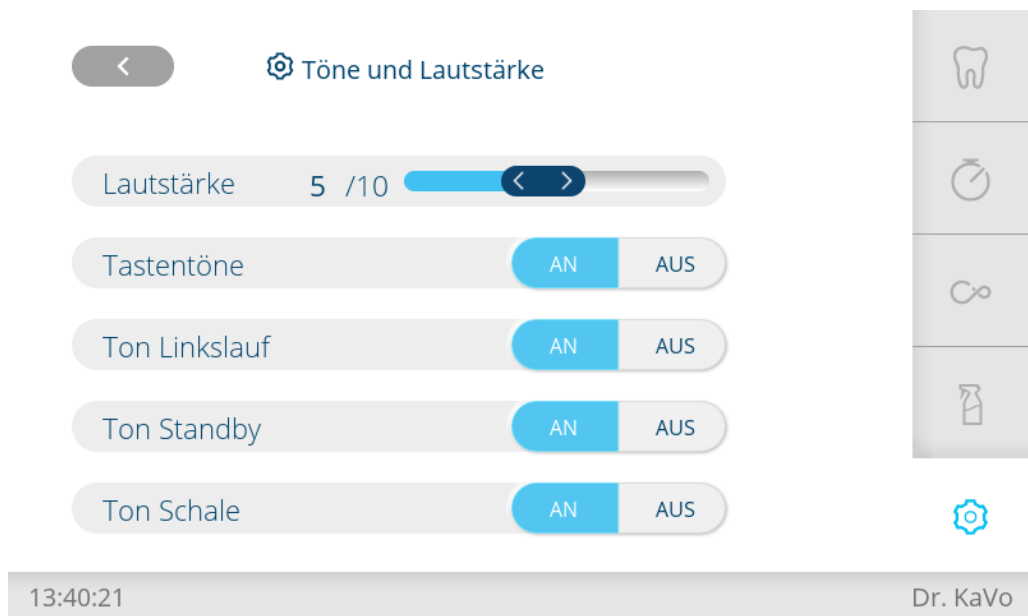 Töne und Lautstärke
Lautstärke 5 /10
Tastentöne AN AUS
Ton Linkslauf AN AUS
Ton Standby AN AUS
Ton Schale AN AUS
13:40:21 Dr. KaVo